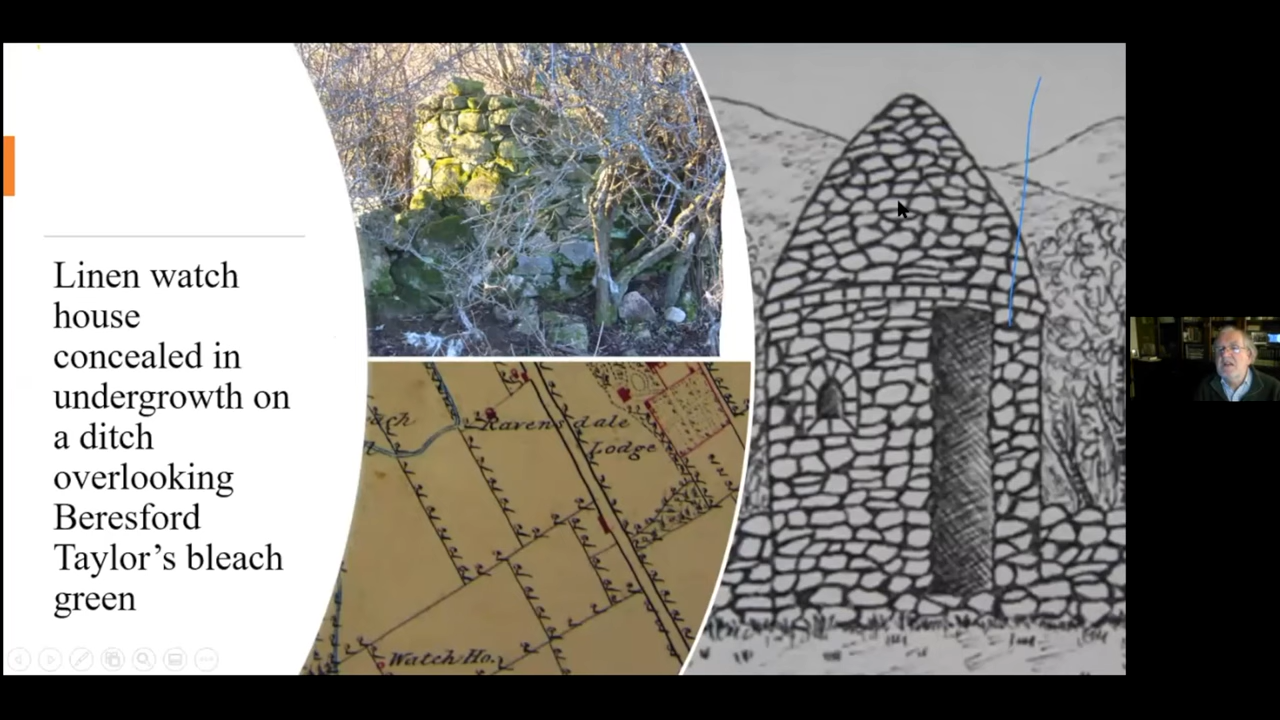 Linen watch
house
concealed in
undergrowth on
a ditch
overlooking
Beresford
Taylor’s bleach
green
Ravensdale
Lodge
Watch Ho.